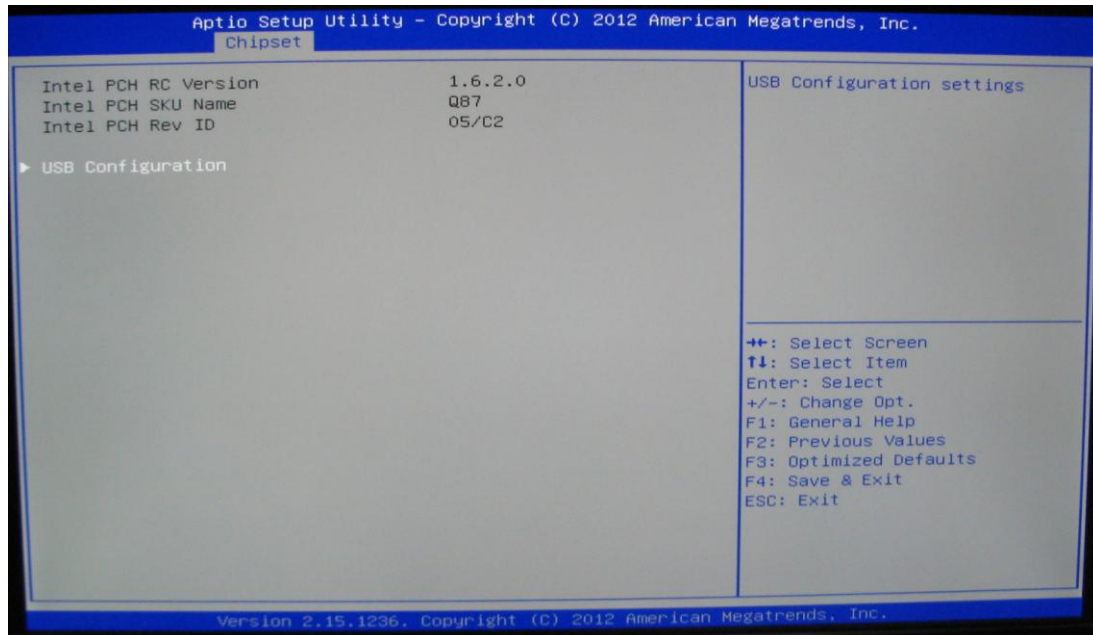 Aptio Setup Utility – Copyright (C) 2012 American Megatrends, Inc.
Chipset
Intel PCH RC Version 1.6.2.0
Intel PCH SKU Name Q87
Intel PCH Rev ID 05/C2
► USB Configuration
USB Configuration settings
→←: Select Screen
↑↓: Select Item
Enter: Select
+/-: Change Opt.
F1: General Help
F2: Previous Values
F3: Optimized Defaults
F4: Save & Exit
ESC: Exit
Version 2.15.1236. Copyright (C) 2012 American Megatrends, Inc.